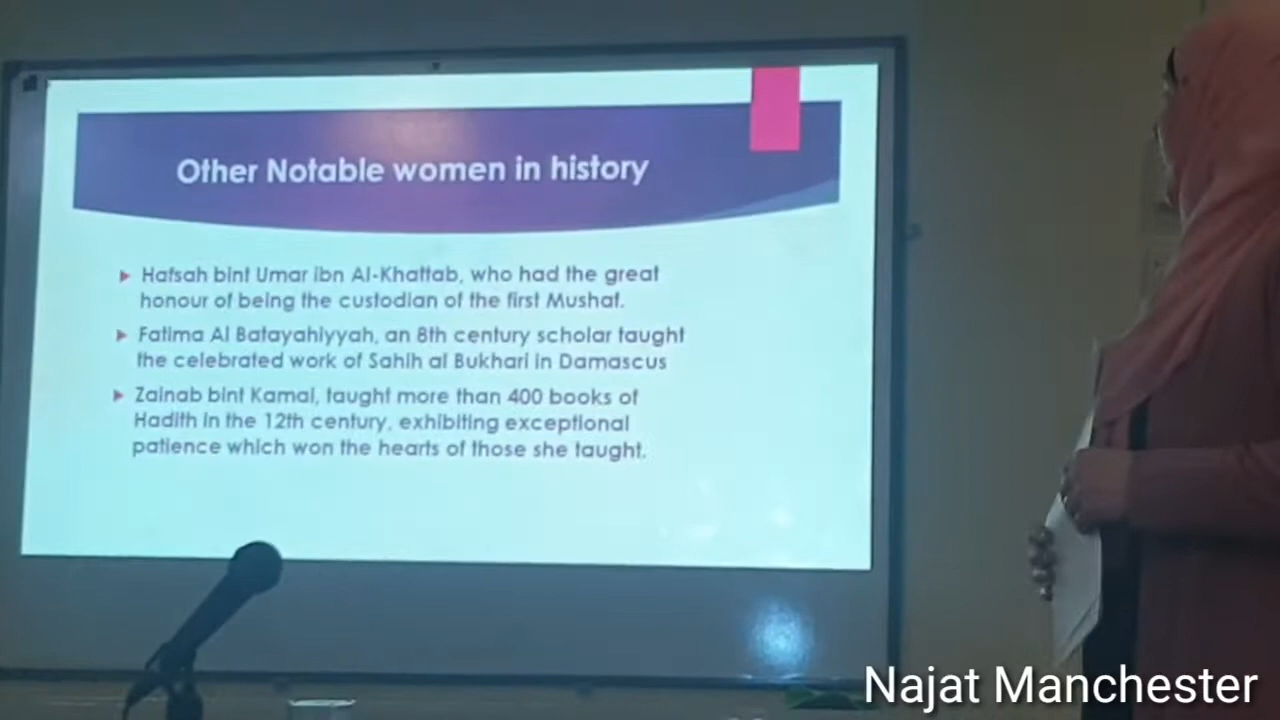 Other Notable women in history
Hafsah bint Umar ibn Al-Khattab, who had the great
honour of being the custodian of the first Mushaf.
Fatima Al Batayahiyyah, an 8th century scholar taught
the celebrated work of Sahih al Bukhari in Damascus
Zainab bint Kamal, taught more than 400 books of
Hadith in the 12th century, exhibiting exceptional
patience which won the hearts of those she taught.
Najat Manchester